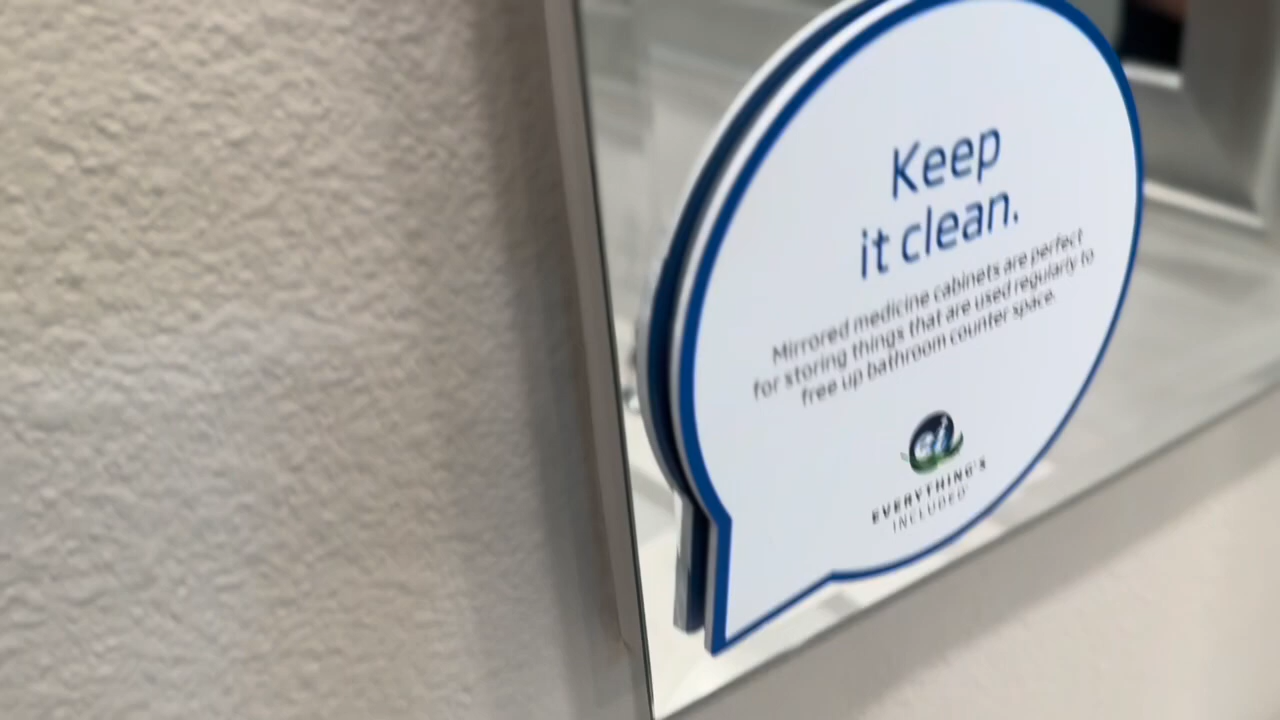 Keep
it clean.
Mirrored medicine cabinets are perfect
for storing things that are used regularly to
free up bathroom counter space.
ei
EVERYTHING'S
INCLUDED